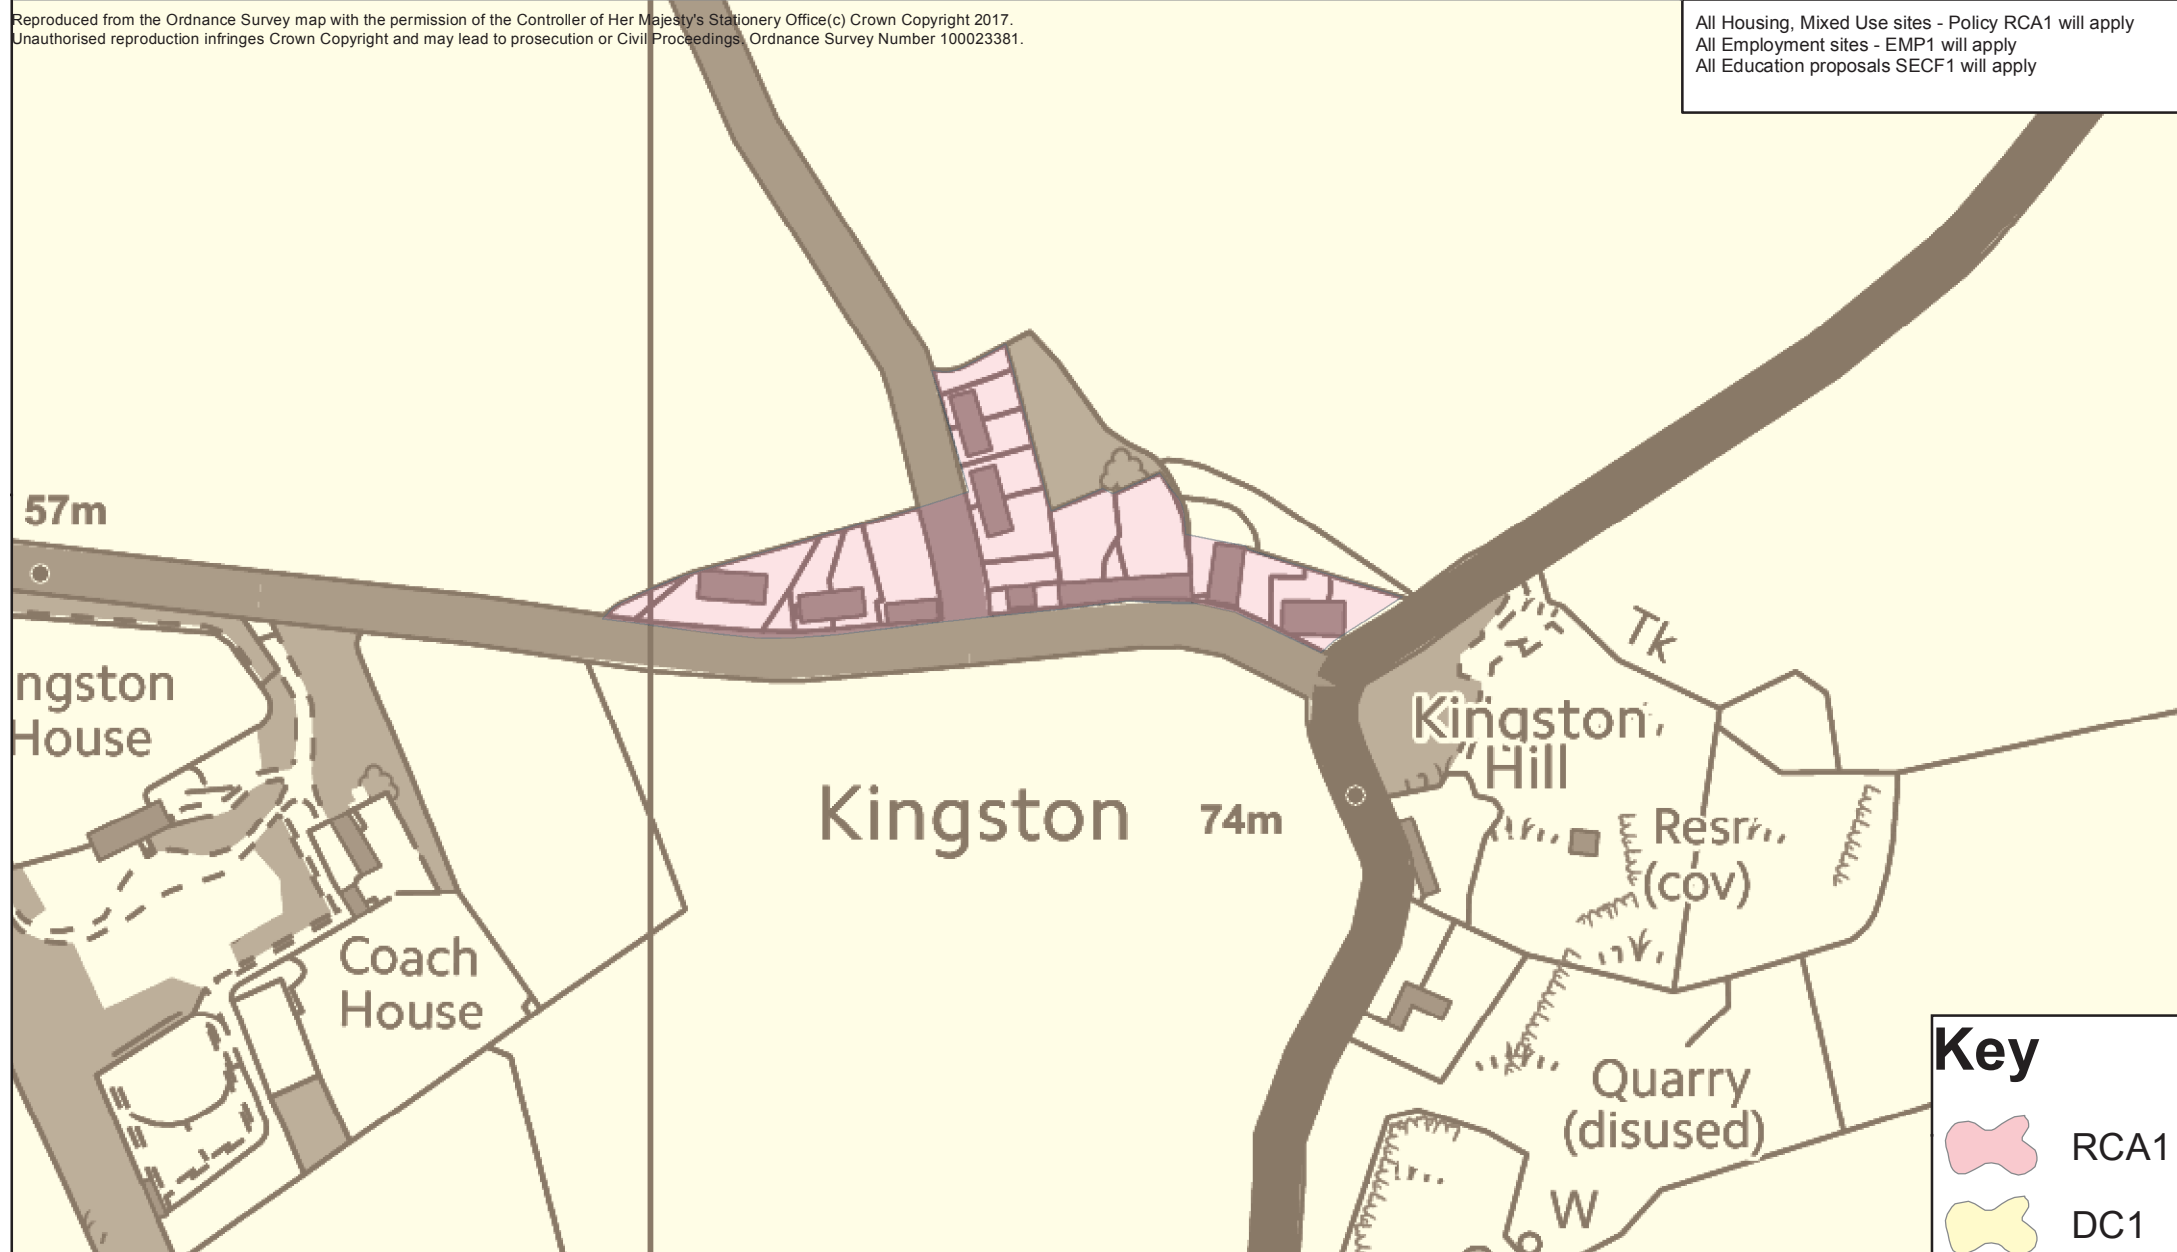 Reproduced from the Ordnance Survey map with the permission of the Controller of Her Majesty's Stationery Office(c) Crown Copyright 2017.
Unauthorised reproduction infringes Crown Copyright and may lead to prosecution or Civil Proceedings. Ordnance Survey Number 100023381.
All Housing, Mixed Use sites - Policy RCA1 will apply
All Employment sites - EMP1 will apply
All Education proposals SECF1 will apply
57m
Tk
ngston
House
Kingston
Hill
Kingston
74m
Resr
(cov)
Coach
House
Quarry
(disused)
W
Key
RCA1
DC1